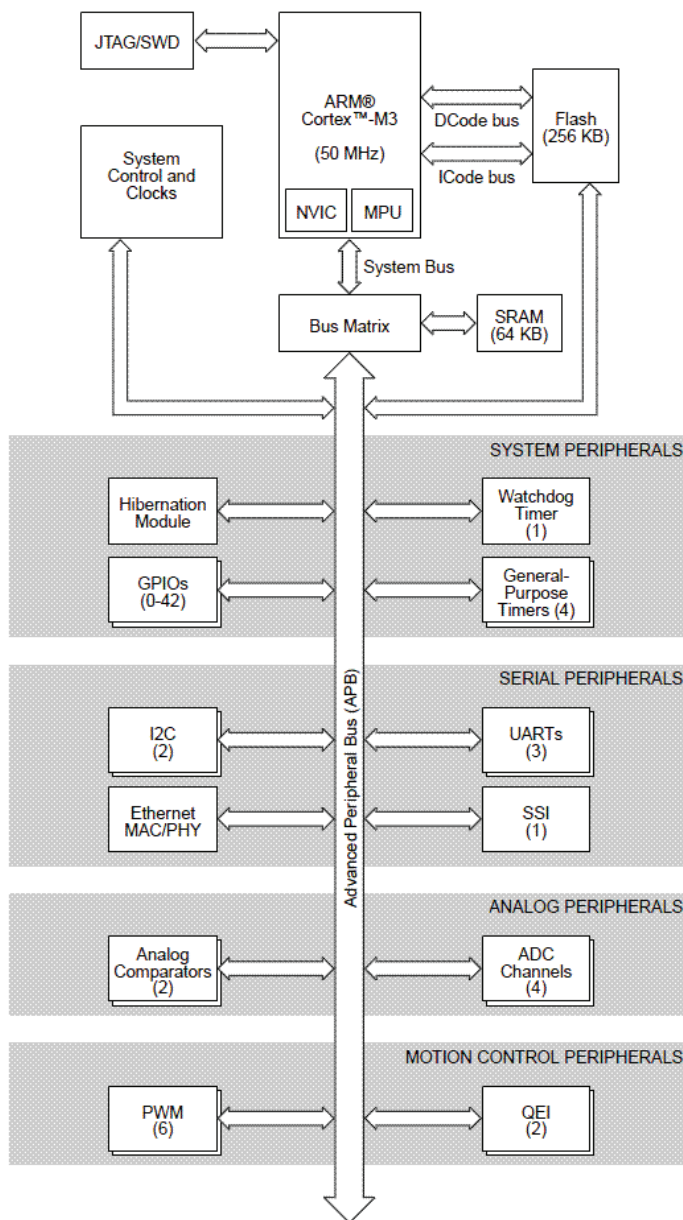 JTAG/SWD
ARM®
Cortex™-M3
(50 MHz)
NVIC
MPU
DCode bus
ICode bus
Flash
(256 KB)
System
Control and
Clocks
System Bus
Bus Matrix
SRAM
(64 KB)
Advanced Peripheral Bus (APB)
SYSTEM PERIPHERALS
Hibernation
Module
Watchdog
Timer
(1)
GPIOs
(0-42)
General-
Purpose
Timers (4)
SERIAL PERIPHERALS
I2C
(2)
UARTs
(3)
Ethernet
MAC/PHY
SSI
(1)
ANALOG PERIPHERALS
Analog
Comparators
(2)
ADC
Channels
(4)
MOTION CONTROL PERIPHERALS
PWM
(6)
QEI
(2)